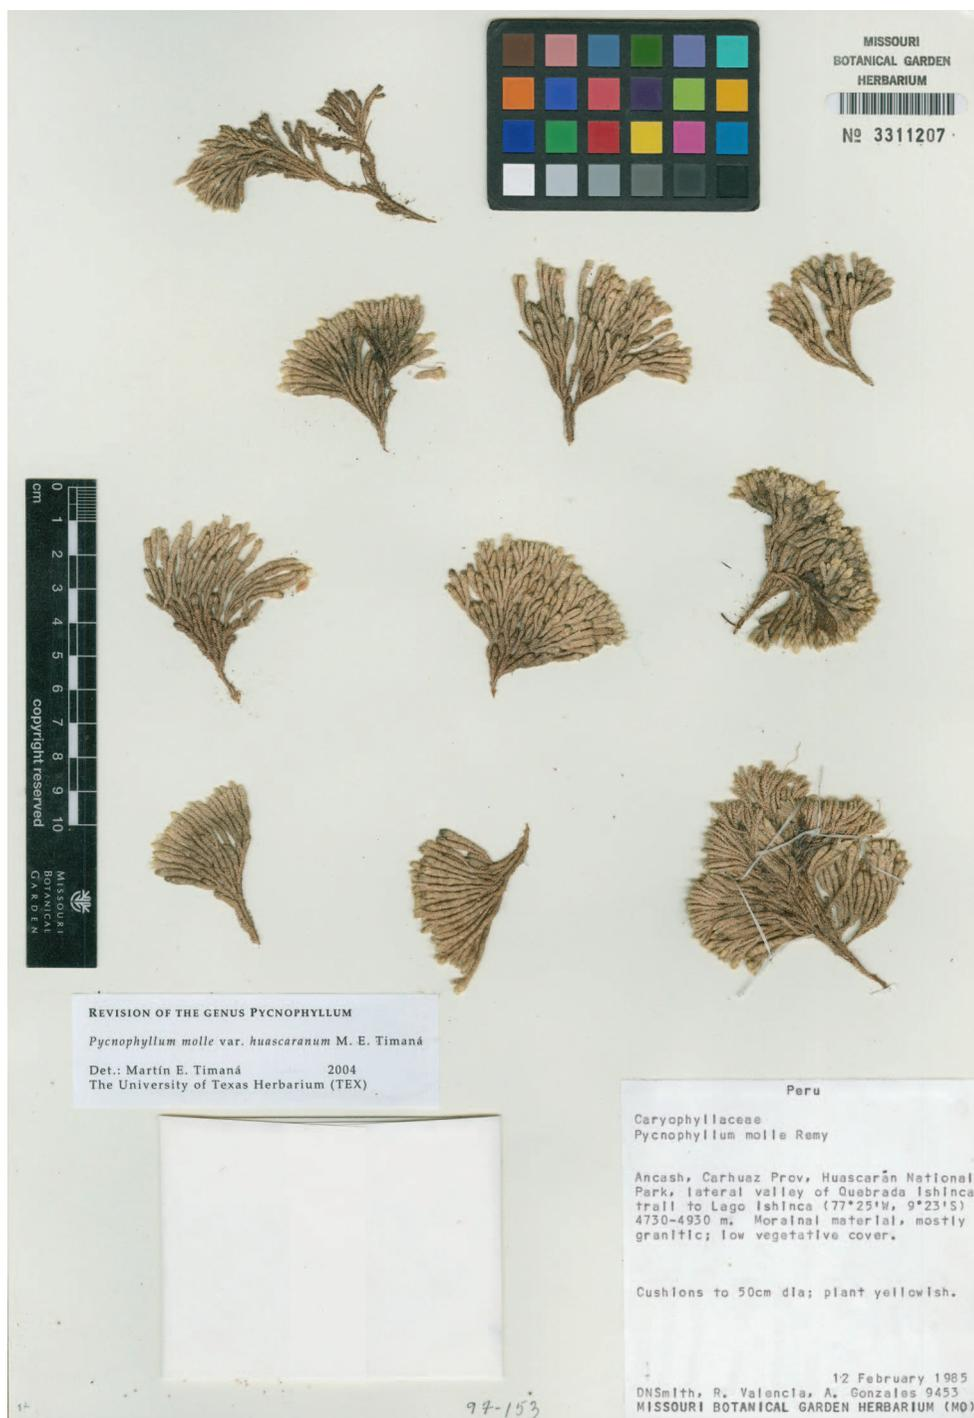 MISSOURI
BOTANICAL GARDEN
HERBARIUM
№ 3311207
cm
0
1
2
3
4
5
6
7
8
9
10
copyright reserved
MISSOURI
BOTANICAL
GARDEN
REVISION OF THE GENUS PYCNOPHYLLUM
Pycnophyllum molle var. huascaranum M. E. Timaná
Det.: Martín E. Timaná 2004
The University of Texas Herbarium (TEX)
Peru
Caryophyllaceae
Pycnophyllum molle Remy
Ancash, Carhuaz Prov, Huascarán National
Park, lateral valley of Quebrada Ishinca
trail to Lago Ishinca (77°25'W, 9°23'S)
4730-4930 m. Morainal material, mostly
granitic; low vegetative cover.
Cushions to 50cm dia; plant yellowish.
12 February 1985
DNSmith, R. Valencia, A. Gonzales 9453
MISSOURI BOTANICAL GARDEN HERBARIUM (MO)
97-153